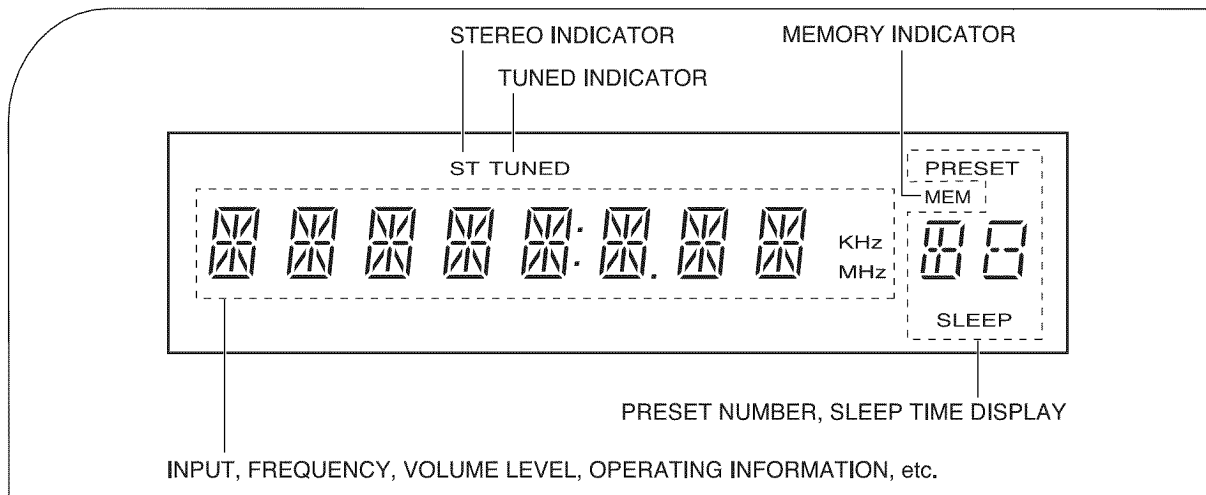 STEREO INDICATOR
MEMORY INDICATOR
TUNED INDICATOR
ST TUNED
PRESET
MEM
KHz
MHz
SLEEP
PRESET NUMBER, SLEEP TIME DISPLAY
INPUT, FREQUENCY, VOLUME LEVEL, OPERATING INFORMATION, etc.